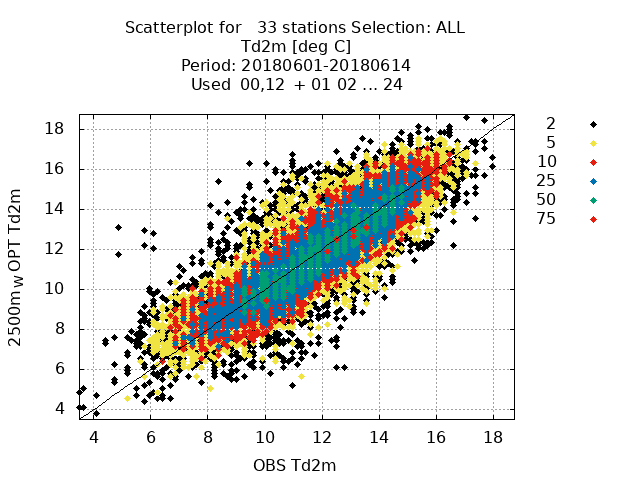 Scatterplot for   33 stations Selection: ALL
Td2m [deg C]
Period: 20180601-20180614
Used  00,12  + 01 02 ... 24
2
5
10
25
50
75
18
16
14
12
10
8
6
4
2500m_W_OPT Td2m
4 6 8 10 12 14 16 18
OBS Td2m